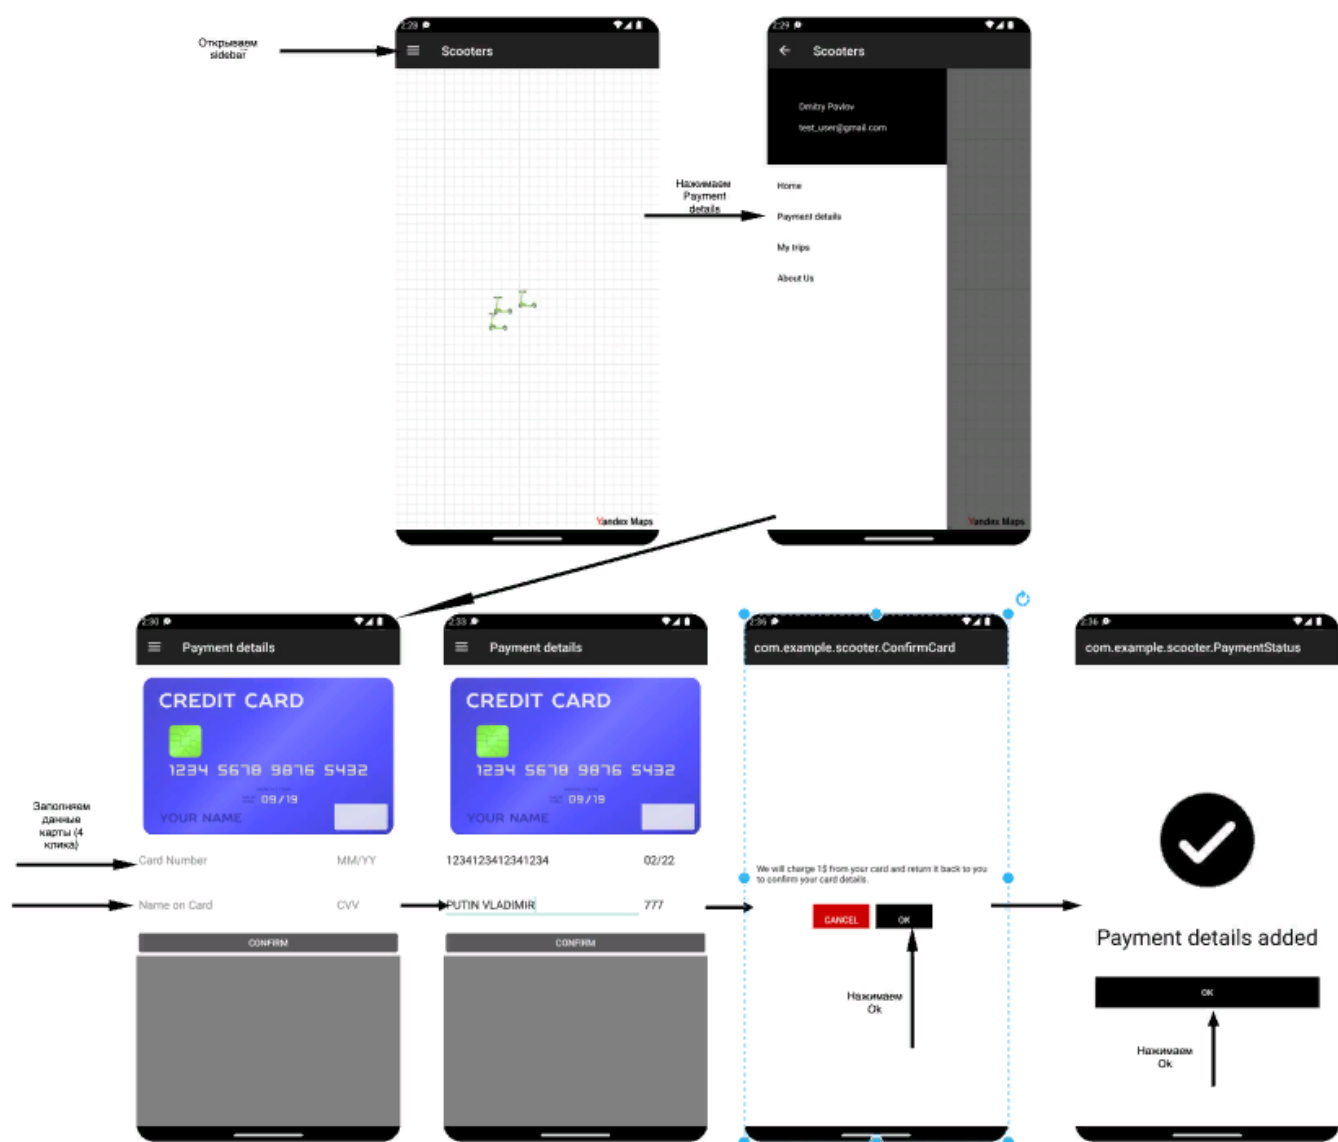 2:28
Открываем
sidebar
Scooters
Yandex Maps
Нажимаем
Payment
details
2:29
Scooters
Dmitry Pavlov
test_user@gmail.com
Home
Payment details
My trips
About Us
Yandex Maps
2:30
Payment details
CREDIT CARD
1234 5678 9876 5432
09/19
YOUR NAME
Заполняем
данные
карты (4
клика)
Card Number
MM/YY
Name on Card
CVV
CONFIRM
2:33
Payment details
CREDIT CARD
1234 5678 9876 5432
09/19
YOUR NAME
1234123412341234
02/22
PUTIN VLADIMIR
777
CONFIRM
2:36
com.example.scooter.ConfirmCard
We will charge 1$ from your card and return it back to you
to confirm your card details.
CANCEL
OK
Нажимаем
Ok
2:36
com.example.scooter.PaymentStatus
Payment details added
OK
Нажимаем
Ok